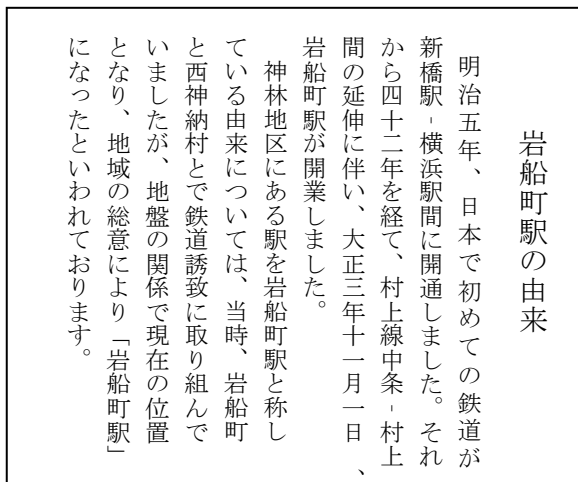 岩船町駅の由来
明治五年、日本で初めての鉄道が
新橋駅-横浜駅間に開通しました。それ
から四十二年を経て、村上線中条-村上
間の延伸に伴い、大正三年十一月一日、
岩船町駅が開業しました。
神林地区にある駅を岩船町駅と称し
ている由来については、当時、岩船町
と西神納村とで鉄道誘致に取り組んで
いましたが、地盤の関係で現在の位置
となり、地域の総意により「岩船町駅」
になったといわれております。